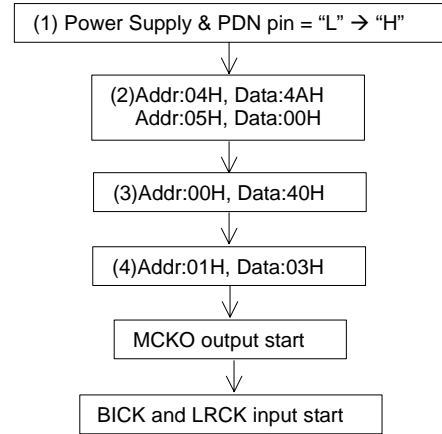 (1) Power Supply & PDN pin = “L” → “H”
(2)Addr:04H, Data:4AH
Addr:05H, Data:00H
(3)Addr:00H, Data:40H
(4)Addr:01H, Data:03H
MCKO output start
BICK and LRCK input start